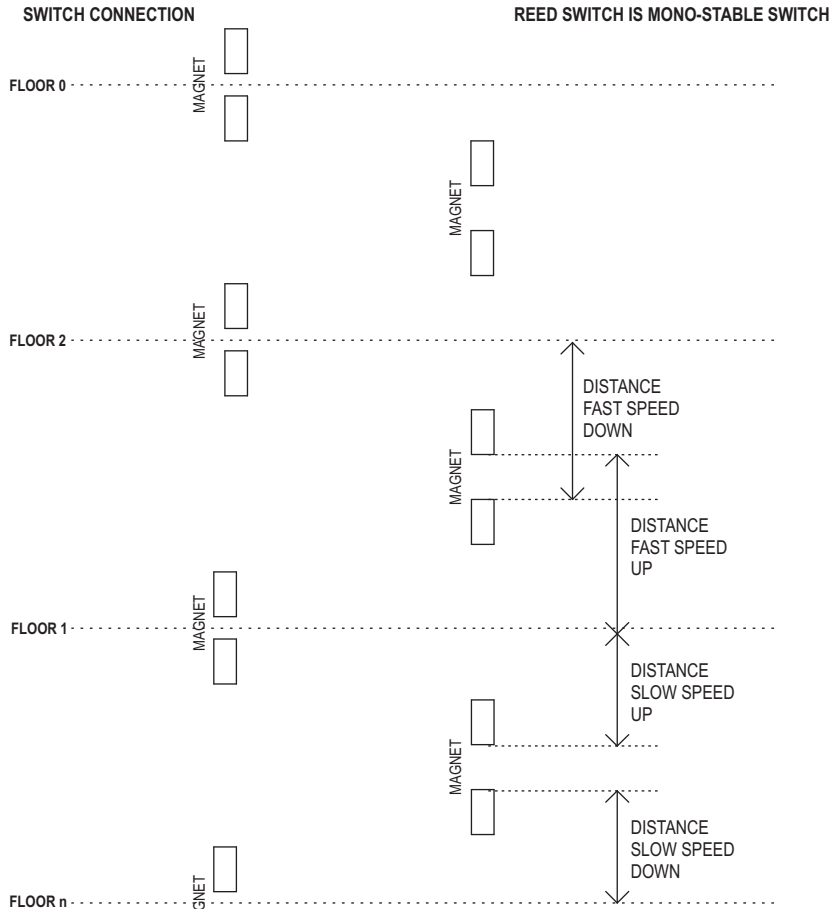 SWITCH CONNECTION
REED SWITCH IS MONO-STABLE SWITCH
MAGNET
FLOOR 0
MAGNET
MAGNET
FLOOR 2
DISTANCE
FAST SPEED
DOWN
MAGNET
DISTANCE
FAST SPEED
UP
MAGNET
FLOOR 1
DISTANCE
SLOW SPEED
UP
MAGNET
DISTANCE
SLOW SPEED
DOWN
GNET
FLOOR n